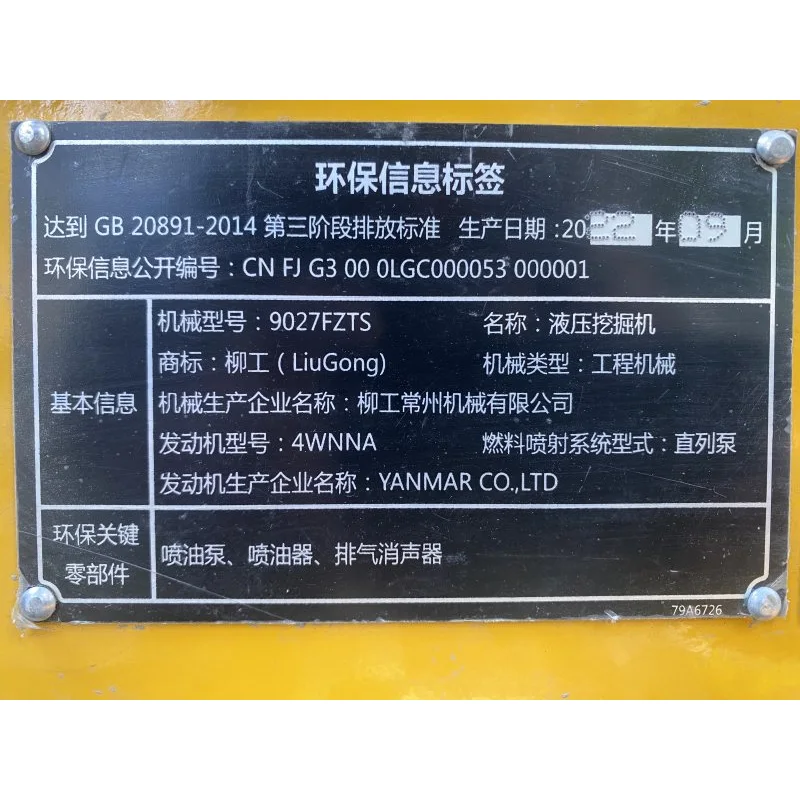 环保信息标签
达到 GB 20891-2014 第三阶段排放标准 生产日期:2022年09月
环保信息公开编号:CN FJ G3 00 0LGC000053 000001
基本信息
机械型号:9027FZTS 名称:液压挖掘机
商标:柳工(LiuGong) 机械类型:工程机械
机械生产企业名称:柳工常州机械有限公司
发动机型号:4WNNA 燃料喷射系统型式:直列泵
发动机生产企业名称:YANMAR CO.,LTD
环保关键
零部件
喷油泵、喷油器、排气消声器
79A6726